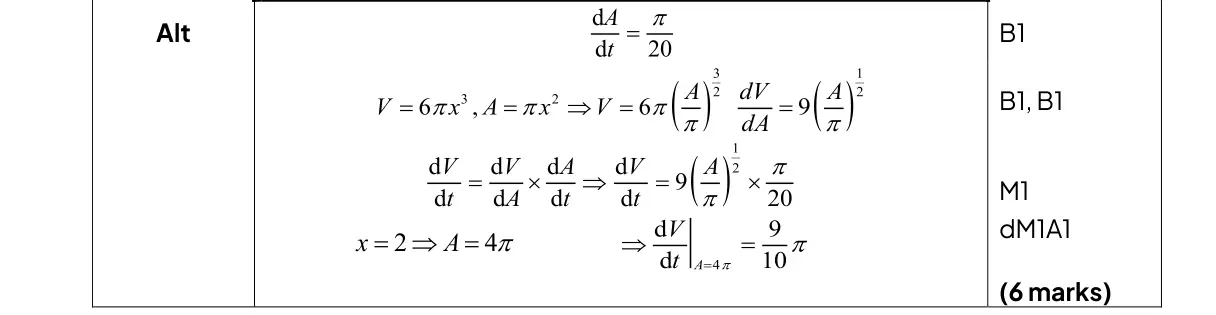 Alt dA/dt = π/20 B1
V = 6πx³, A = πx² ⇒ V = 6π(A/π)^(3/2) dV/dA = 9(A/π)^(1/2) B1, B1
dV/dt = dV/dA × dA/dt ⇒ dV/dt = 9(A/π)^(1/2) × π/20 M1
x = 2 ⇒ A = 4π ⇒ dV/dt|_(A=4π) = 9/10 π dM1A1
(6 marks)